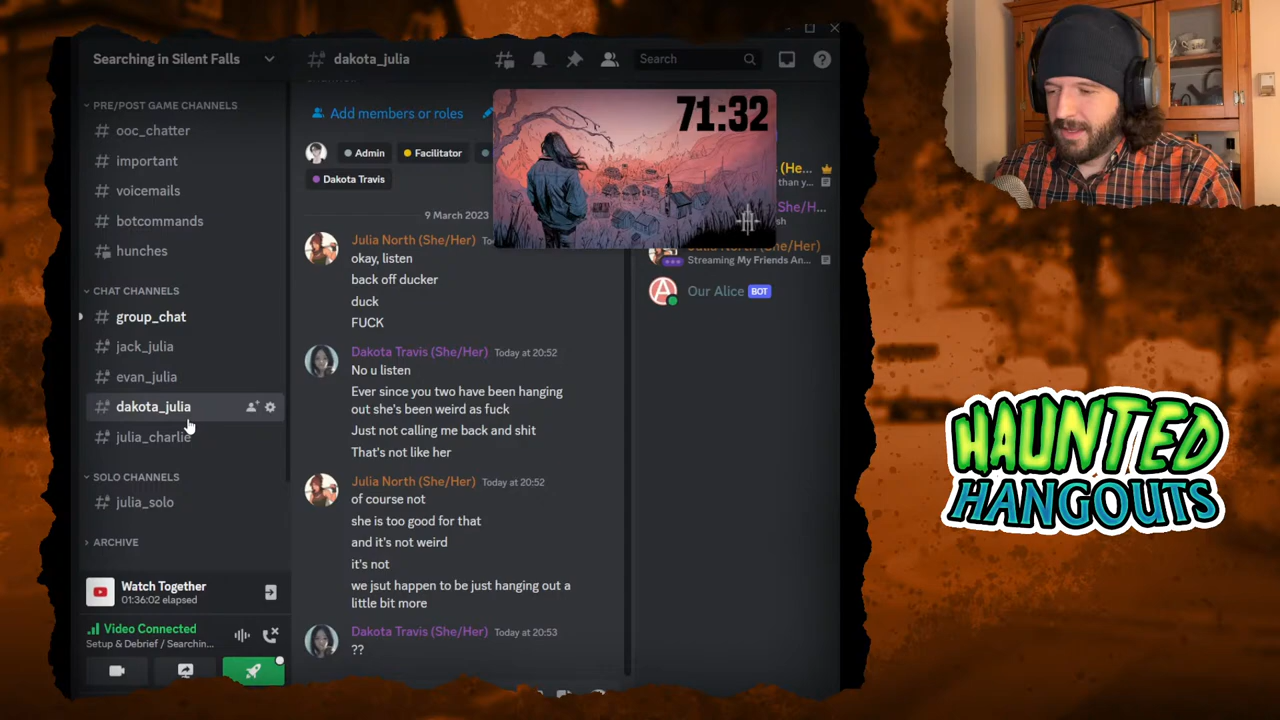 Searching in Silent Falls
PRE/POST GAME CHANNELS
ooc_chatter
important
voicemails
botcommands
hunches
CHAT CHANNELS
group_chat
jack_julia
evan_julia
dakota_julia
julia_charlie
SOLO CHANNELS
julia_solo
ARCHIVE
Watch Together
01:36:02 elapsed
Video Connected
Setup & Debrief / Searchin...
dakota_julia
Search
Add members or roles
Admin
Facilitator
Dakota Travis
9 March 2023
Julia North (She/Her)
okay, listen
back off ducker
duck
FUCK
Dakota Travis (She/Her) Today at 20:52
No u listen
Ever since you two have been hanging
out she's been weird as fuck
Just not calling me back and shit
That's not like her
Julia North (She/Her) Today at 20:52
of course not
she is too good for that
and it's not weird
it's not
we jsut happen to be just hanging out a
little bit more
Dakota Travis (She/Her) Today at 20:53
??
71:32
(He...
than y...
She/H...
Julia North (She/Her)
Streaming My Friends An...
Our Alice BOT
HAUNTED
HANGOUTS